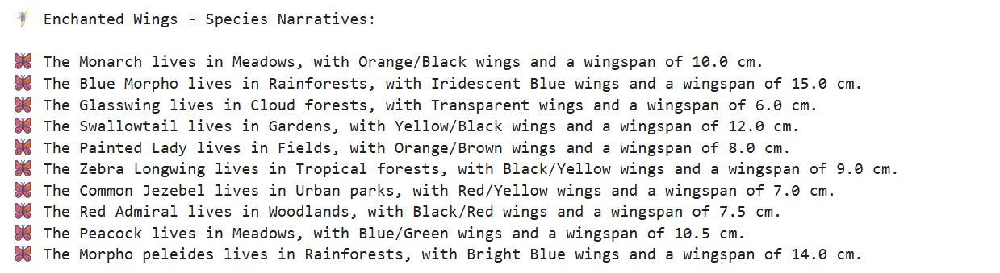 🧚 Enchanted Wings - Species Narratives:
🦋 The Monarch lives in Meadows, with Orange/Black wings and a wingspan of 10.0 cm.
🦋 The Blue Morpho lives in Rainforests, with Iridescent Blue wings and a wingspan of 15.0 cm.
🦋 The Glasswing lives in Cloud forests, with Transparent wings and a wingspan of 6.0 cm.
🦋 The Swallowtail lives in Gardens, with Yellow/Black wings and a wingspan of 12.0 cm.
🦋 The Painted Lady lives in Fields, with Orange/Brown wings and a wingspan of 8.0 cm.
🦋 The Zebra Longwing lives in Tropical forests, with Black/Yellow wings and a wingspan of 9.0 cm.
🦋 The Common Jezebel lives in Urban parks, with Red/Yellow wings and a wingspan of 7.0 cm.
🦋 The Red Admiral lives in Woodlands, with Black/Red wings and a wingspan of 7.5 cm.
🦋 The Peacock lives in Meadows, with Blue/Green wings and a wingspan of 10.5 cm.
🦋 The Morpho peleides lives in Rainforests, with Bright Blue wings and a wingspan of 14.0 cm.